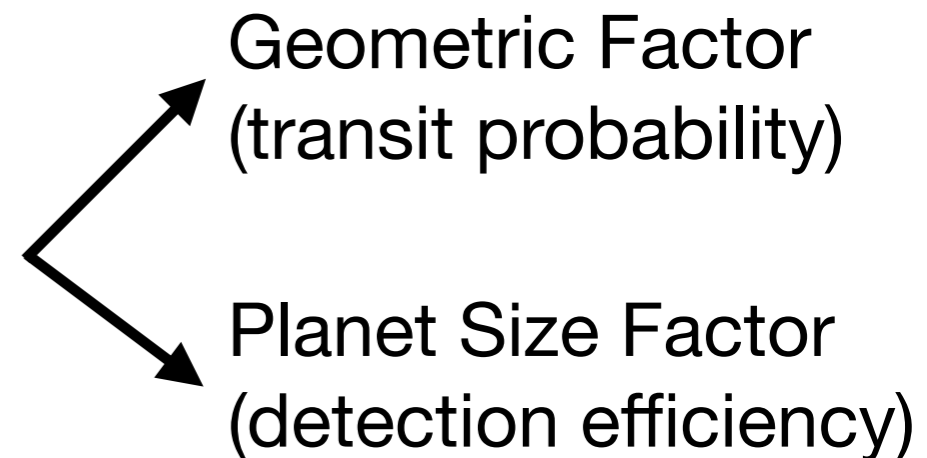 Geometric Factor
(transit probability)
Planet Size Factor
(detection efficiency)